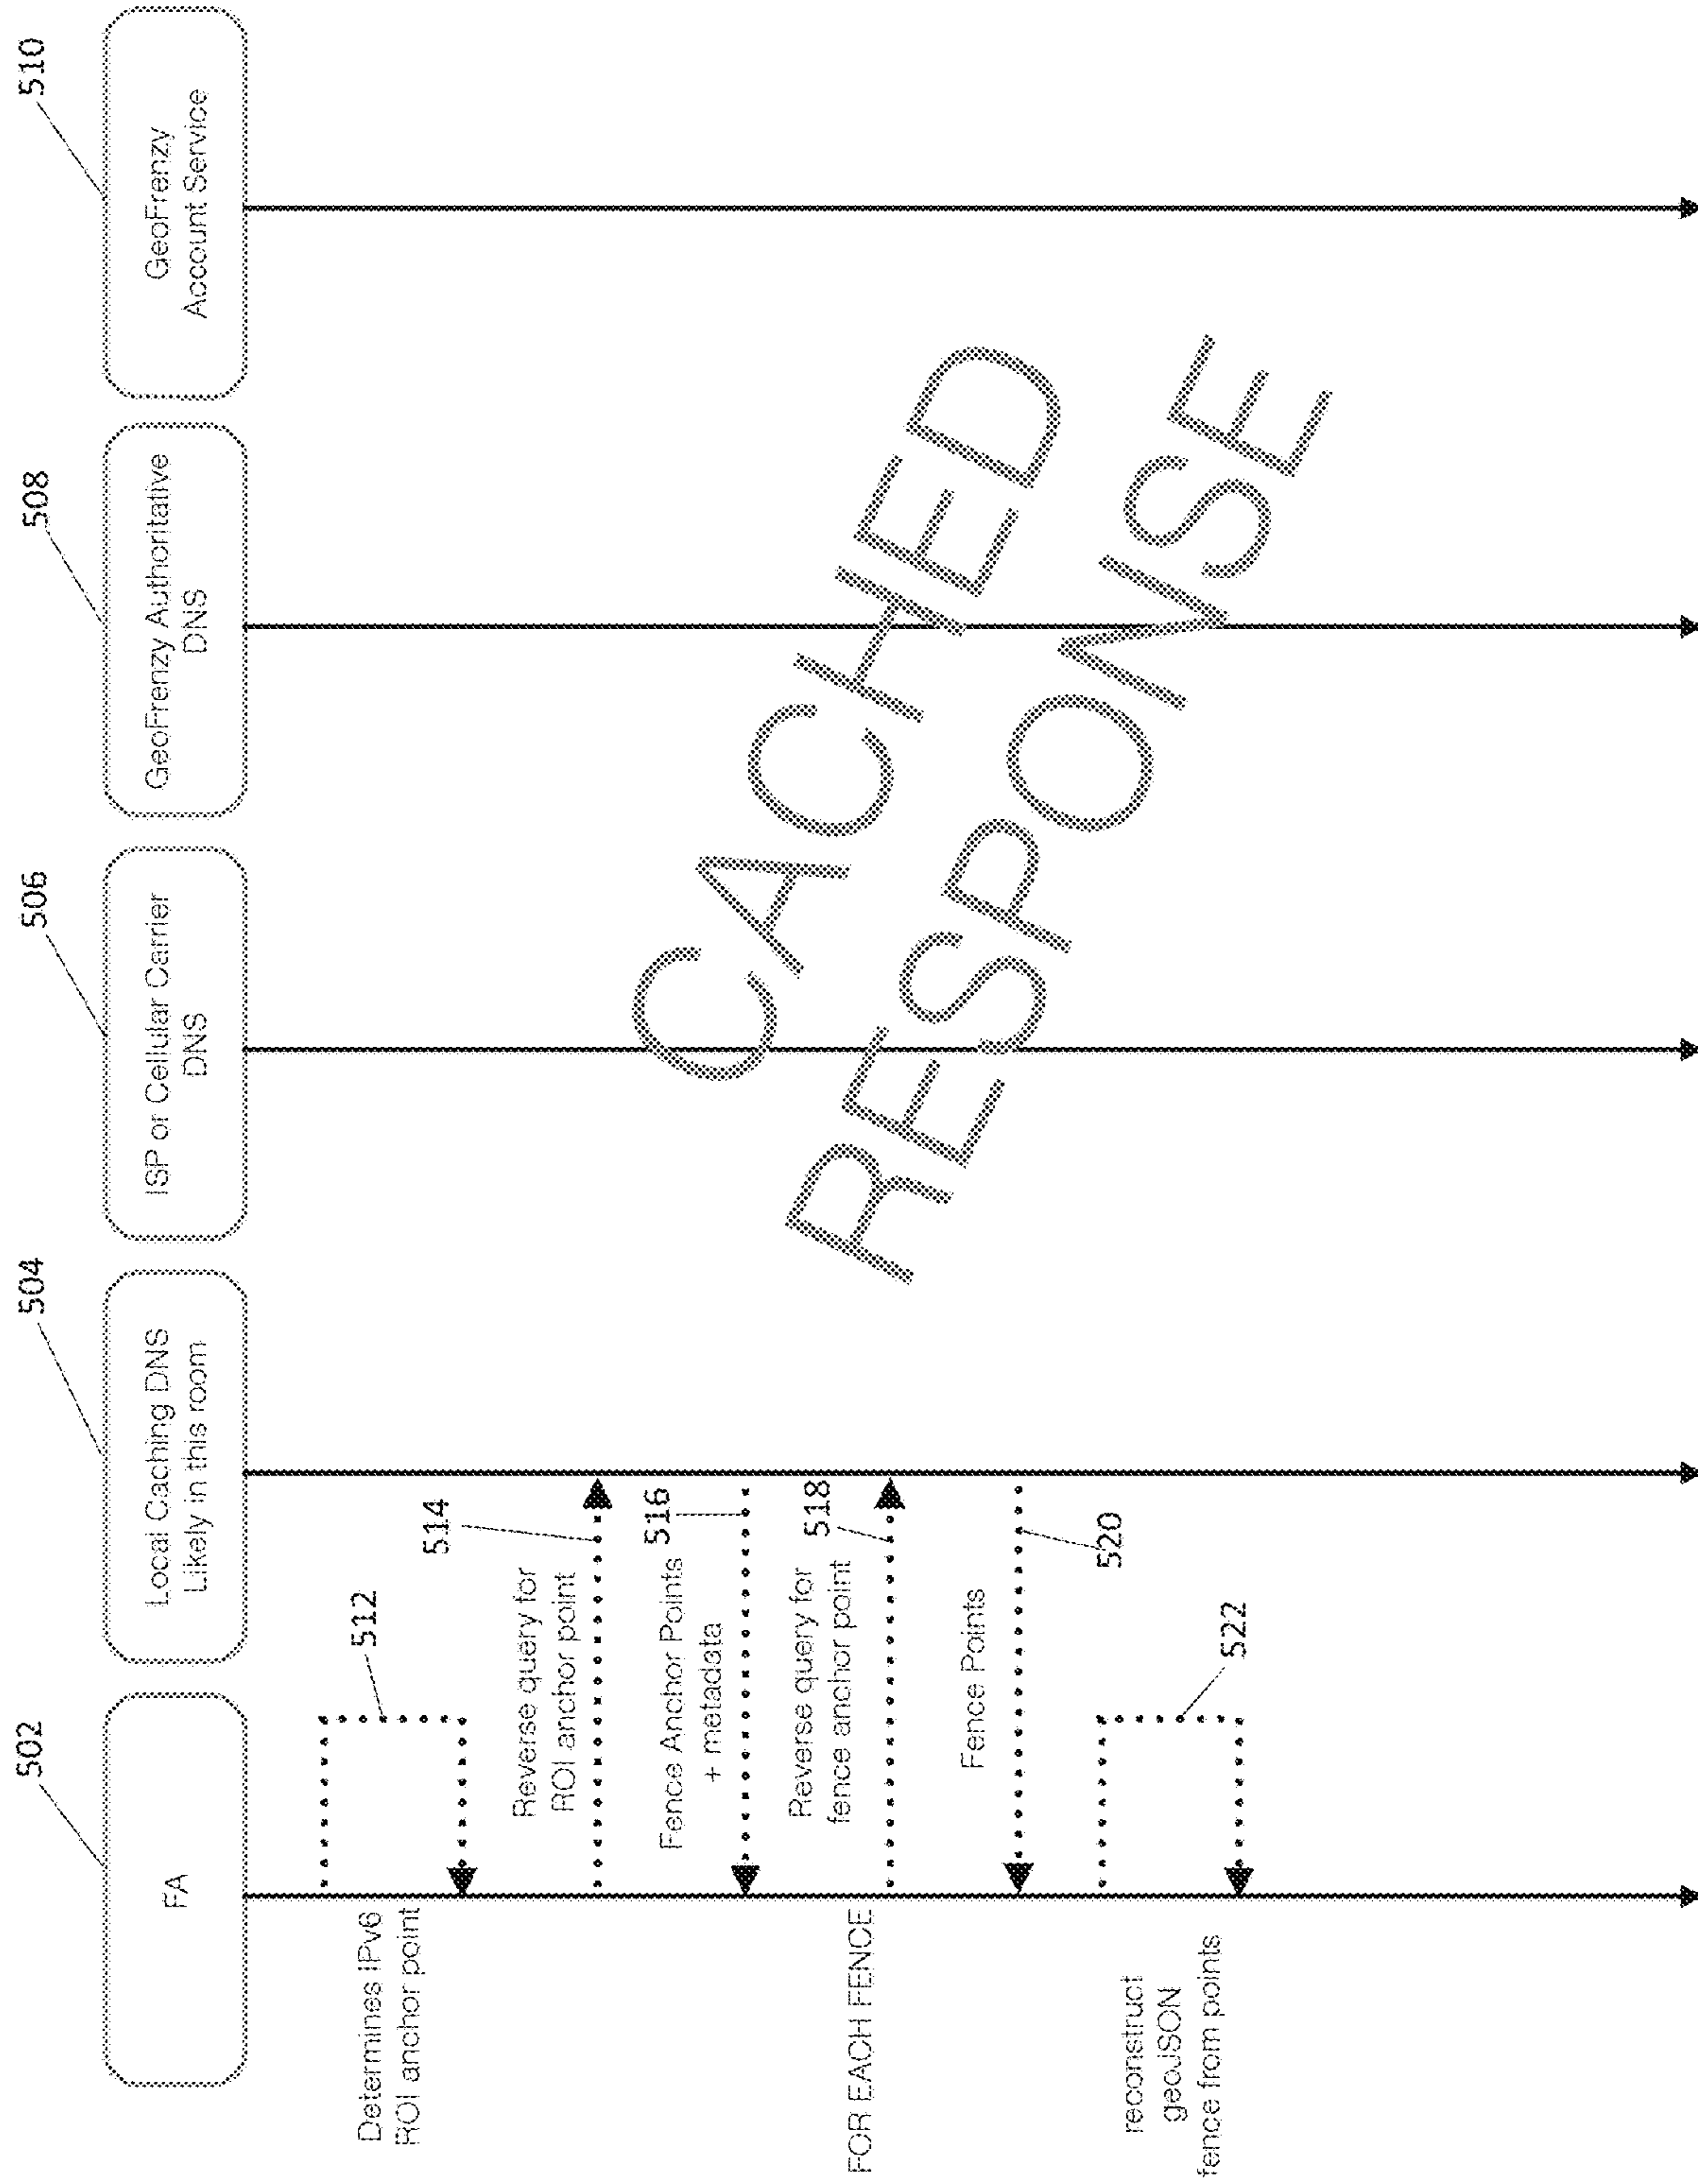 502
504
506
508
510
FA
Local Caching DNS
Likely in this room
ISP or Cellular Carrier
DNS
GeoFrenzy Authoritative
DNS
GeoFrenzy
Account Service
Determines IPv6
ROI anchor point
512
Reverse query for
ROI anchor point
514
Fence Anchor Points
+ metadata
516
FOR EACH FENCE
Reverse query for
fence anchor point
518
Fence Points
520
reconstruct
geoJSON
fence from points
522
CACHED
RESPONSE